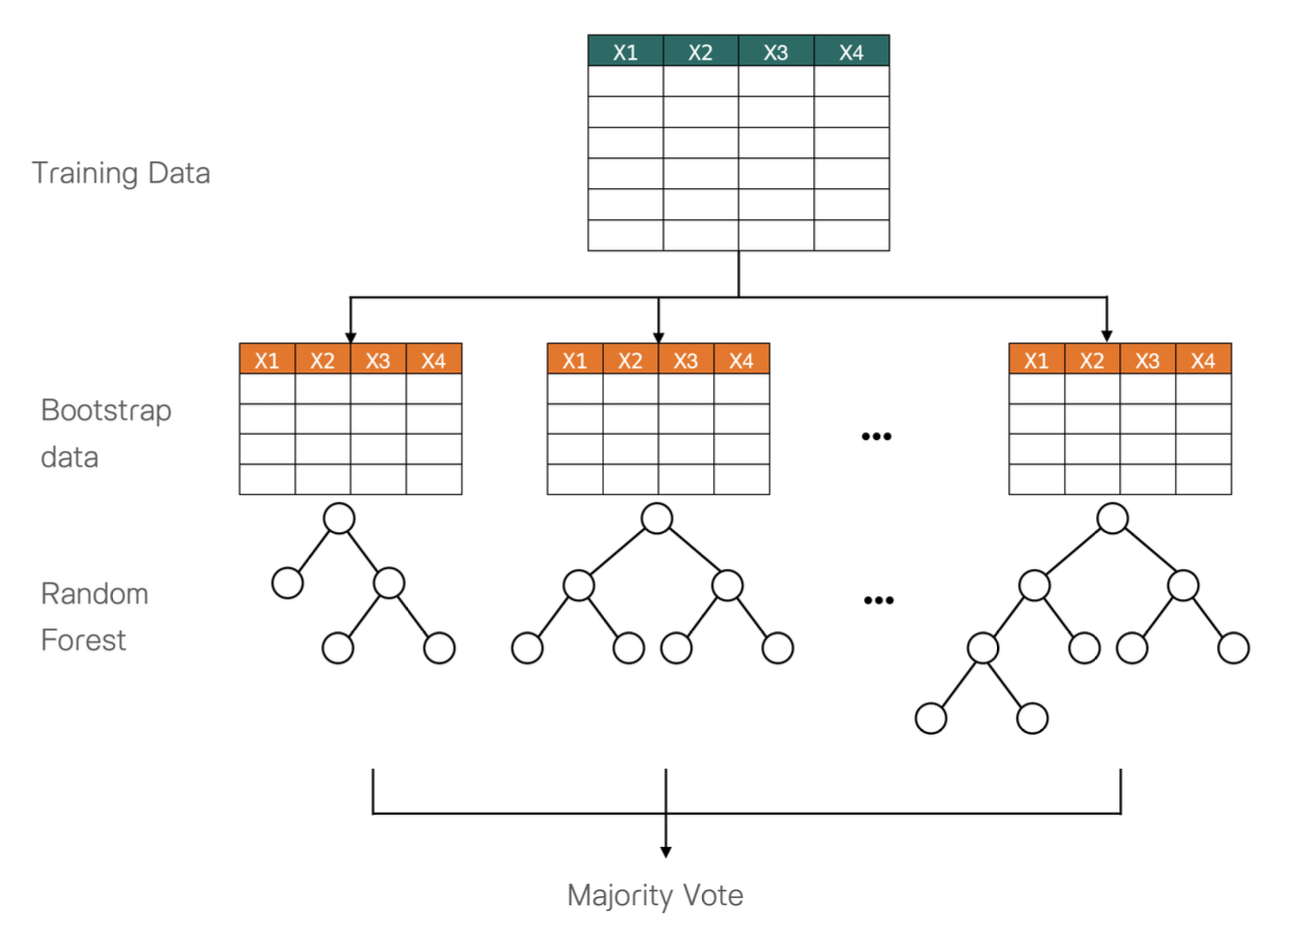 X1 X2 X3 X4
Training Data
X1 X2 X3 X4
X1 X2 X3 X4
X1 X2 X3 X4
Bootstrap
data
...
Random
Forest
...
Majority Vote